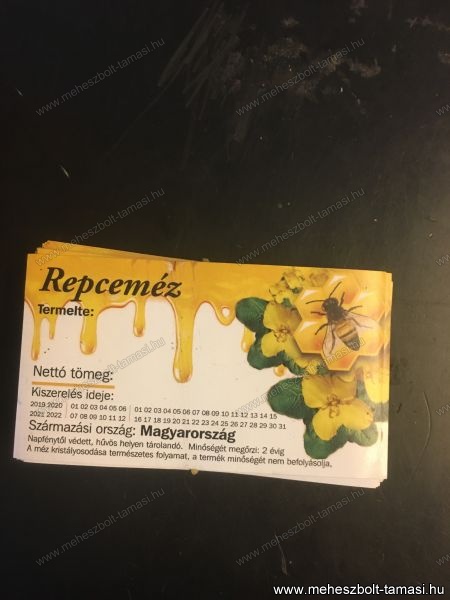 Repceméz
Termelte:
Nettó tömeg:
Kiszerelés ideje:
2019 2020 01 02 03 04 05 06 01 02 03 04 05 06 07 08 09 10 11 12 13 14 15
2021 2022 07 08 09 10 11 12 16 17 18 19 20 21 22 23 24 25 26 27 28 29 30 31
Származási ország: Magyarország
Napfénytől védett, hűvös helyen tárolandó. Minőségét megőrzi: 2 évig
A méz kristályosodása természetes folyamat, a termék minőségét nem befolyásolja.
www.meheszbolt-tamasi.hu